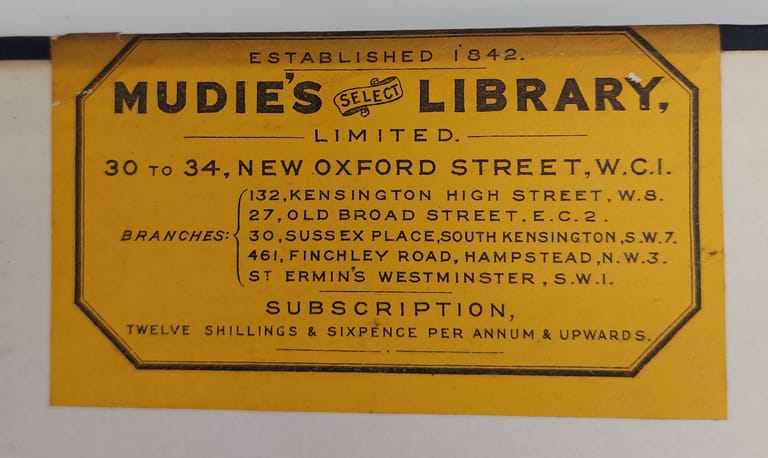 ESTABLISHED 1842.
MUDIE'S SELECT LIBRARY,
LIMITED.
30 TO 34, NEW OXFORD STREET, W.C.1.
BRANCHES:
132, KENSINGTON HIGH STREET, W.8.
27, OLD BROAD STREET, E.C.2.
30, SUSSEX PLACE, SOUTH KENSINGTON, S.W.7.
461, FINCHLEY ROAD, HAMPSTEAD, N.W.3.
ST ERMIN'S WESTMINSTER, S.W.1.
SUBSCRIPTION,
TWELVE SHILLINGS & SIXPENCE PER ANNUM & UPWARDS.